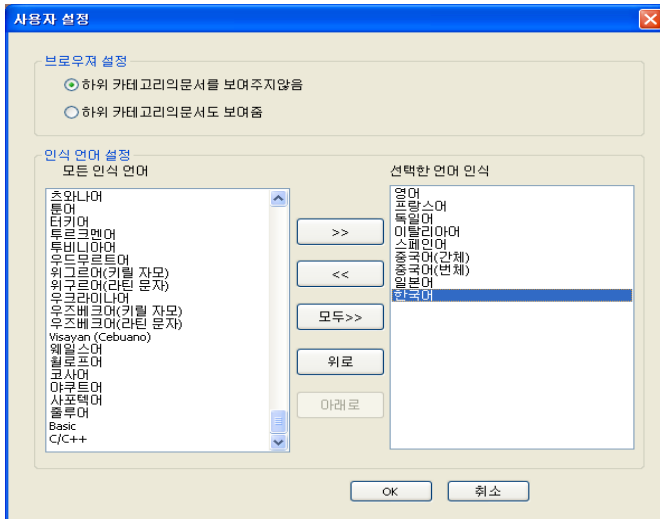 사용자 설정
브로우져 설정
하위 카테고리의문서를 보여주지않음
하위 카테고리의문서도 보여줌
인식 언어 설정
모든 인식 언어
츠와나어
툰어
터키어
투르크멘어
투비니아어
우드무르트어
위그르어(키릴 자모)
위구르어(라틴 문자)
우크라이나어
우즈베크어(키릴 자모)
우즈베크어(라틴 문자)
Visayan (Cebuano)
웨일스어
월로프어
코사어
야쿠트어
사포텍어
줄루어
Basic
C/C++
>>
<<
모두>>
위로
아래로
선택한 언어 인식
영어
프랑스어
독일어
이탈리아어
스페인어
중국어(간체)
중국어(번체)
일본어
한국어
OK
취소